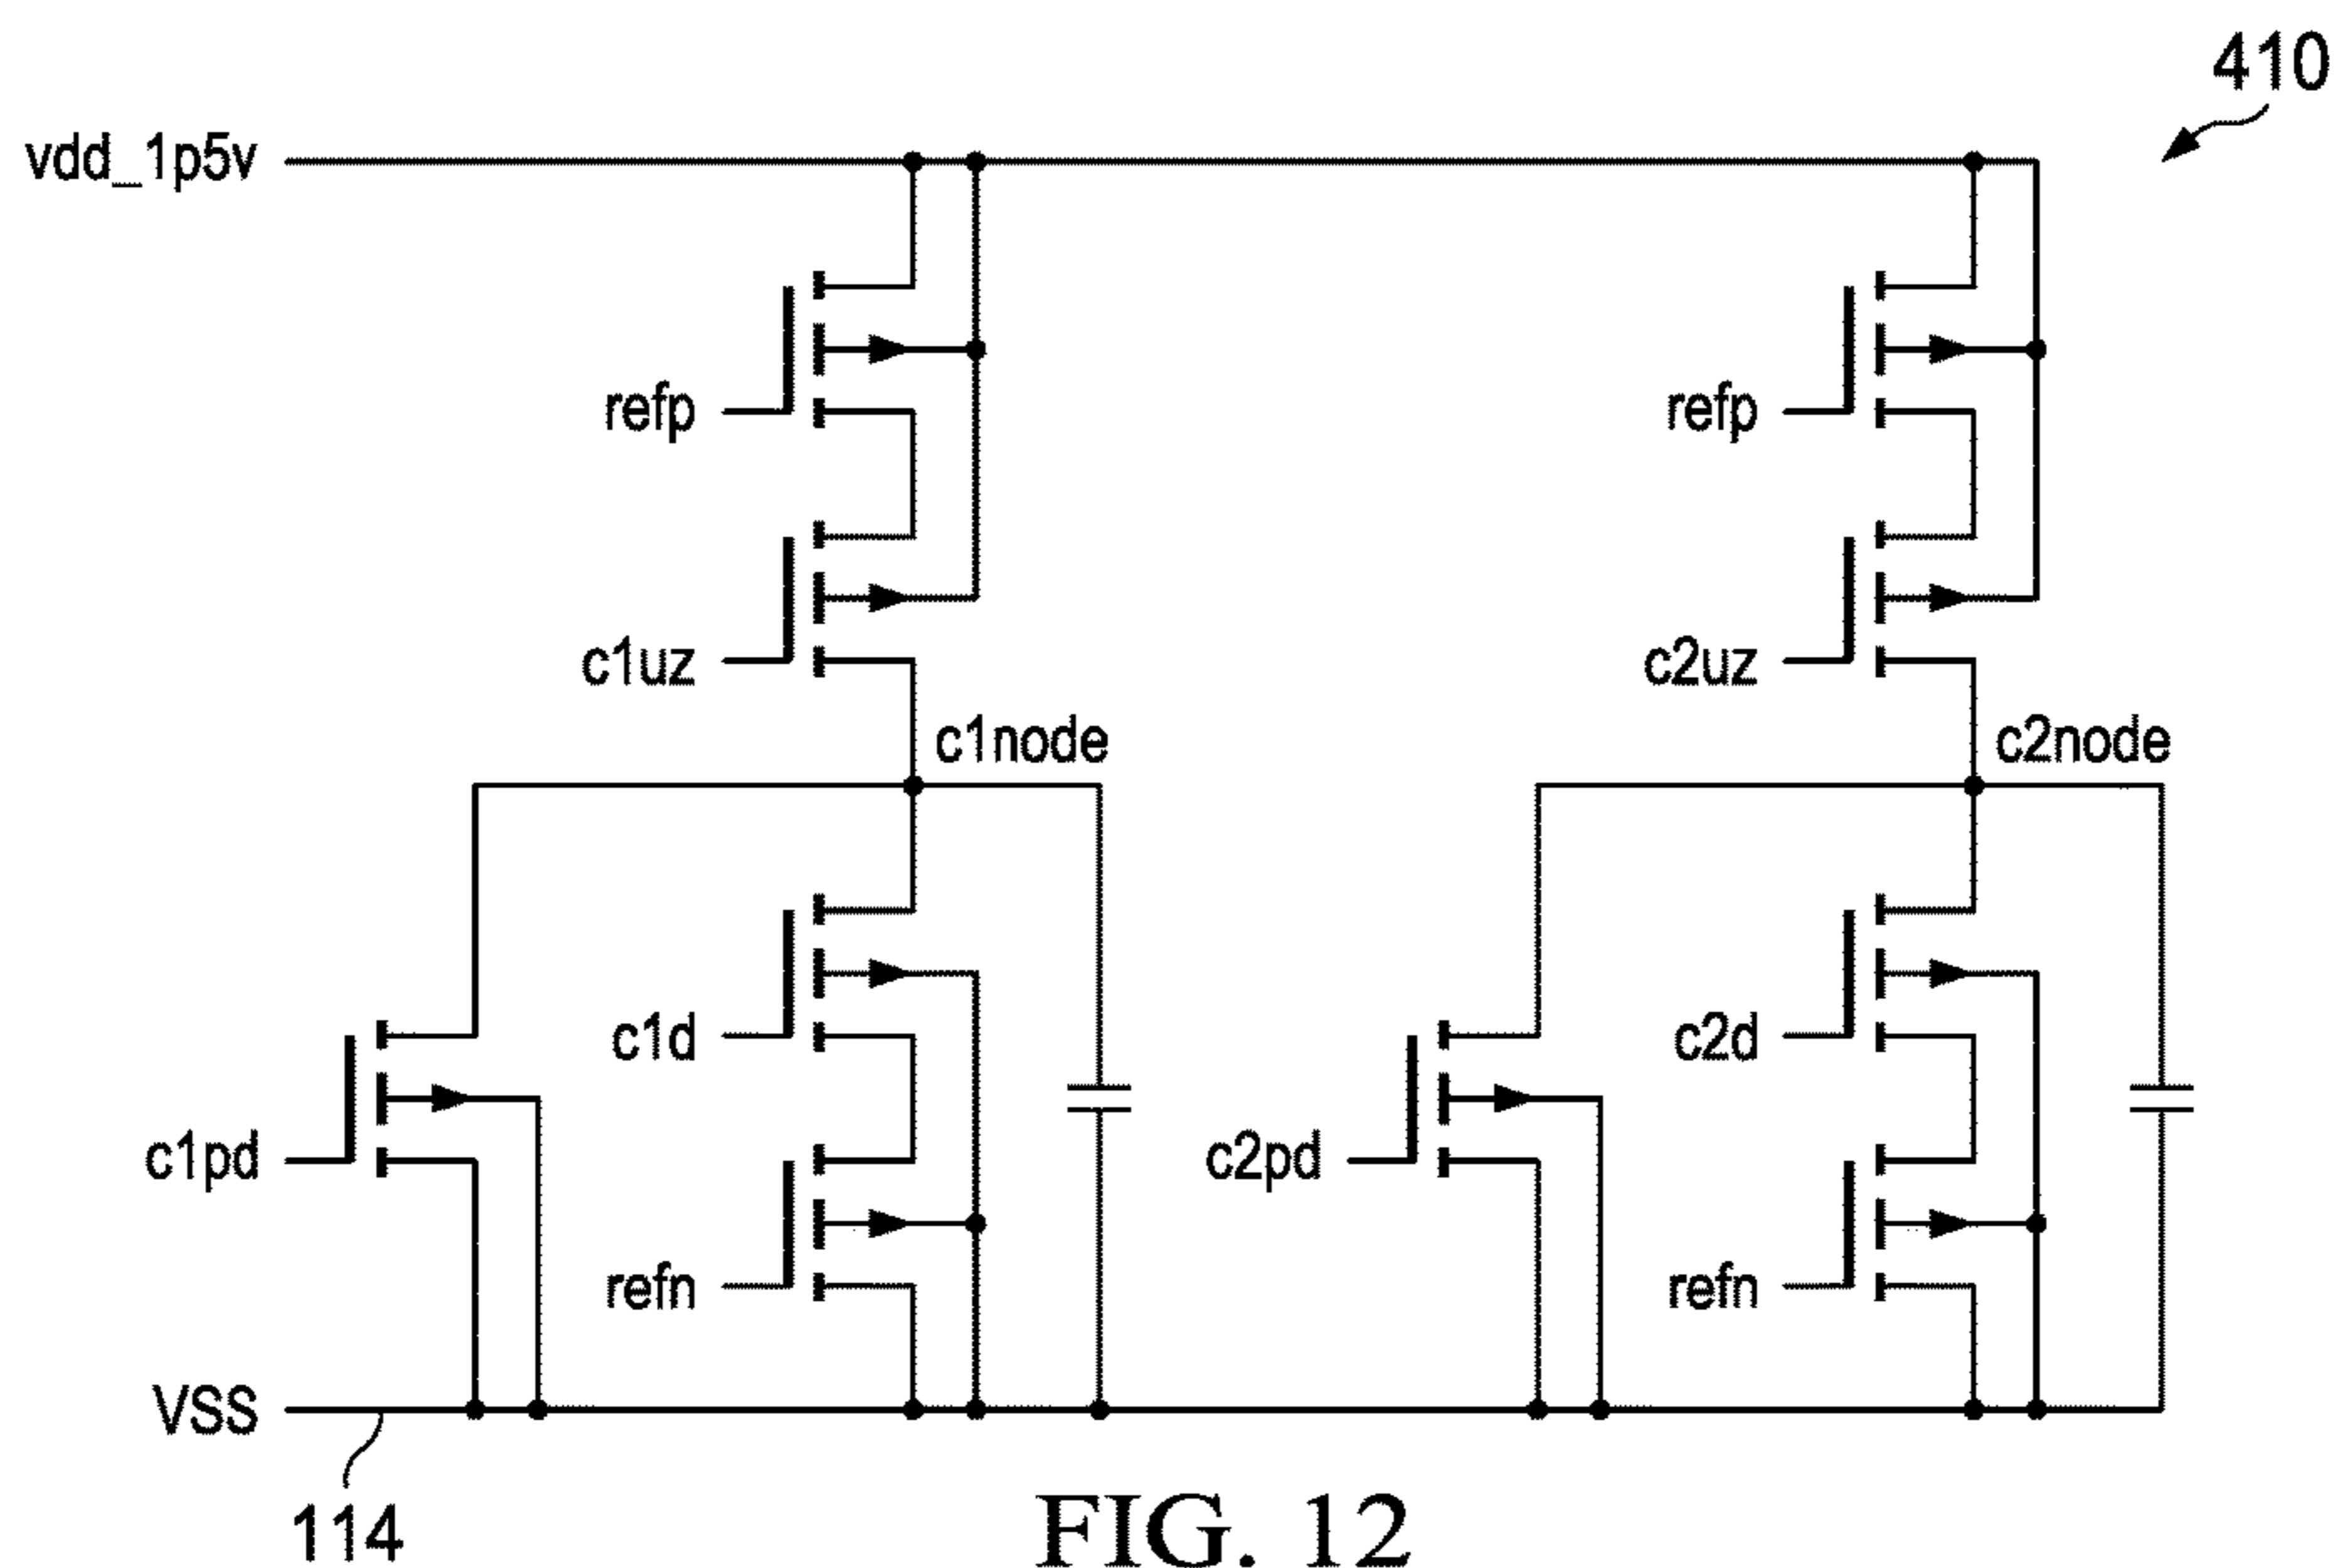 410
vdd_1p5v
refp
refp
c1uz
c2uz
c1node
c2node
c1d
c2d
c1pd
c2pd
refn
refn
VSS
114
FIG. 12